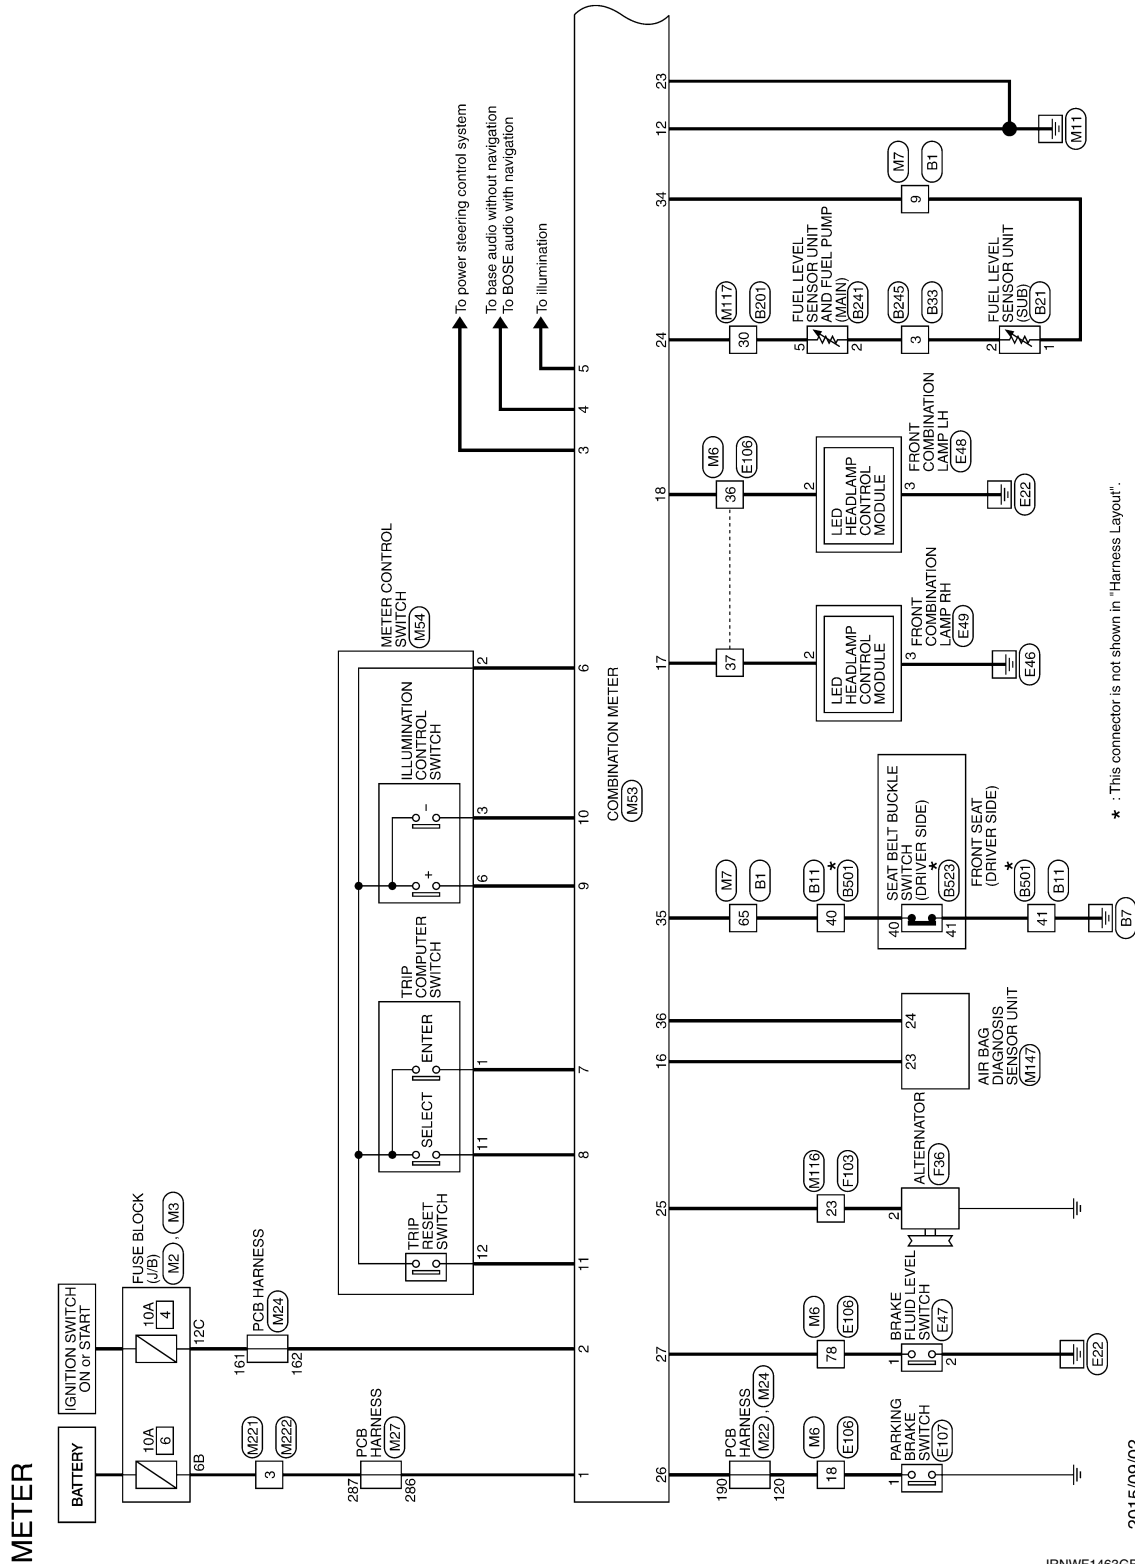 METER
BATTERY
IGNITION SWITCH
ON or START
FUSE BLOCK
(J/B)
M2 , M3
10A
6
10A
4
6B
12C
M221
3
M222
161
PCB HARNESS
M24
162
287
PCB
HARNESS
M27
286
METER CONTROL
SWITCH
M54
TRIP
RESET
SWITCH
TRIP
COMPUTER
SWITCH
SELECT
ENTER
ILLUMINATION
CONTROL
SWITCH
+
−
12
11
1
6
3
2
To power steering control system
To base audio without navigation
To BOSE audio with navigation
To illumination
1
2
11
8
7
9
10
6
3
4
5
COMBINATION METER
M53
26
27
25
16
36
35
17
18
24
34
12
23
190
PCB
HARNESS
M22 , M24
120
M6
18
E106
1
PARKING
BRAKE
SWITCH
E107
M6
78
E106
1
BRAKE
FLUID LEVEL
SWITCH
E47
2
E22
M116
23
F103
2
ALTERNATOR
F36
23
24
AIR BAG
DIAGNOSIS
SENSOR UNIT
M147
M7
65
B1
B11
40
*
B501
SEAT BELT BUCKLE
SWITCH
(DRIVER SIDE)
*
B523
40
41
FRONT SEAT
(DRIVER SIDE)
*
B501
41
B11
B7
37
2
LED
HEADLAMP
CONTROL
MODULE
3
FRONT
COMBINATION
LAMP RH
E49
E46
M6
36
E106
2
LED
HEADLAMP
CONTROL
MODULE
3
FRONT
COMBINATION
LAMP LH
E48
E22
M117
30
B201
5
FUEL LEVEL
SENSOR UNIT
AND FUEL PUMP
(MAIN)
B241
2
B245
3
B33
2
FUEL LEVEL
SENSOR UNIT
(SUB)
B21
1
M7
9
B1
M11
* : This connector is not shown in "Harness Layout".